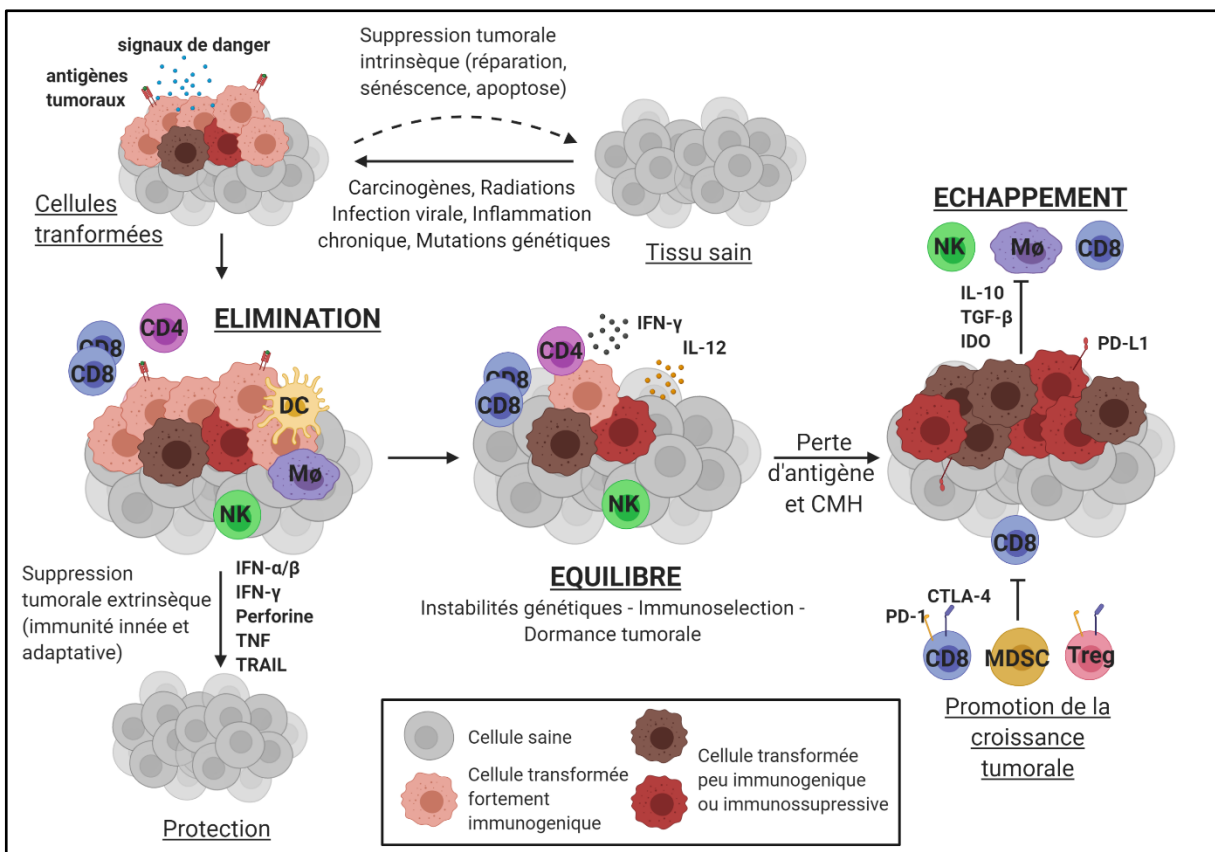 signaux de danger
antigènes
tumoraux
Cellules
tranformées
Suppression tumorale
intrinsèque (réparation,
sénéscence, apoptose)
Carcinogènes, Radiations
Infection virale, Inflammation
chronique, Mutations génétiques
Tissu sain
ELIMINATION
CD8
CD8
CD4
DC
Mø
NK
Suppression
tumorale extrinsèque
(immunité innée et
adaptative)
IFN-α/β
IFN-γ
Perforine
TNF
TRAIL
Protection
IFN-γ
IL-12
CD4
CD8
CD8
NK
EQUILIBRE
Instabilités génétiques - Immunoselection -
Dormance tumorale
Perte
d'antigène
et CMH
ECHAPPEMENT
NK
Mø
CD8
IL-10
TGF-β
IDO
PD-L1
CD8
CTLA-4
PD-1
CD8
MDSC
Treg
Promotion de la
croissance
tumorale
Cellule saine
Cellule transformée
fortement
immunogenique
Cellule transformée
peu immunogenique
ou immunossupressive